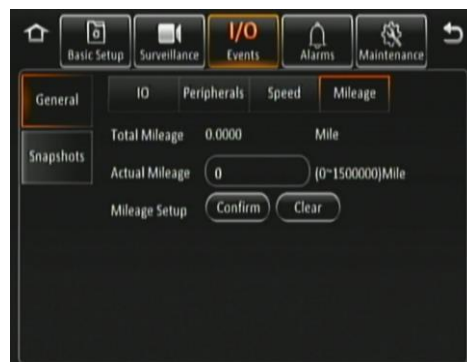 Basic Setup
Surveillance
I/O
Events
Alarms
Maintenance
General
Snapshots
IO Peripherals Speed Mileage
Total Mileage 0.0000 Mile
Actual Mileage 0 (0~1500000)Mile
Mileage Setup Confirm Clear